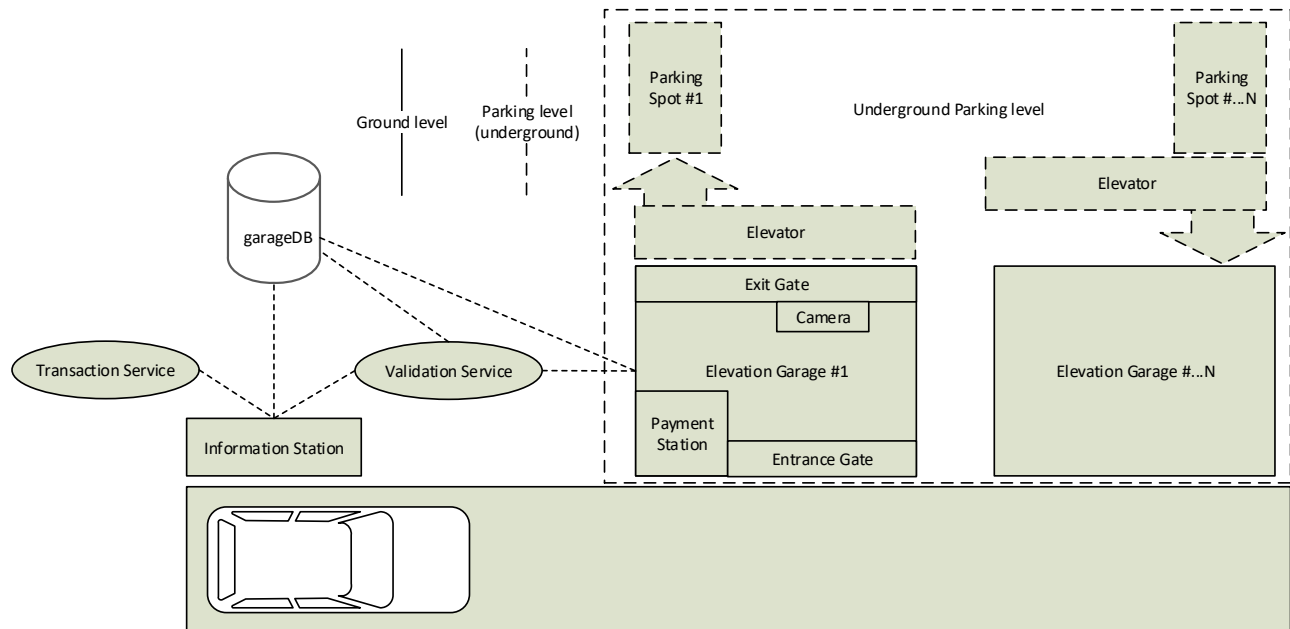 Ground level
Parking level
(underground)
Parking
Spot #1
Underground Parking level
Parking
Spot #...N
Elevator
Elevator
garageDB
Exit Gate
Camera
Transaction Service
Validation Service
Elevation Garage #1
Elevation Garage #...N
Payment
Station
Information Station
Entrance Gate